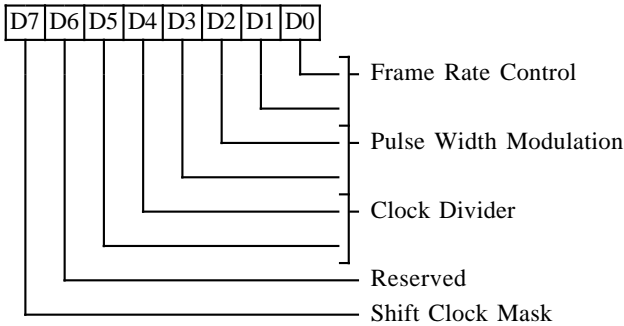 D7 D6 D5 D4 D3 D2 D1 D0
Frame Rate Control
Pulse Width Modulation
Clock Divider
Reserved
Shift Clock Mask